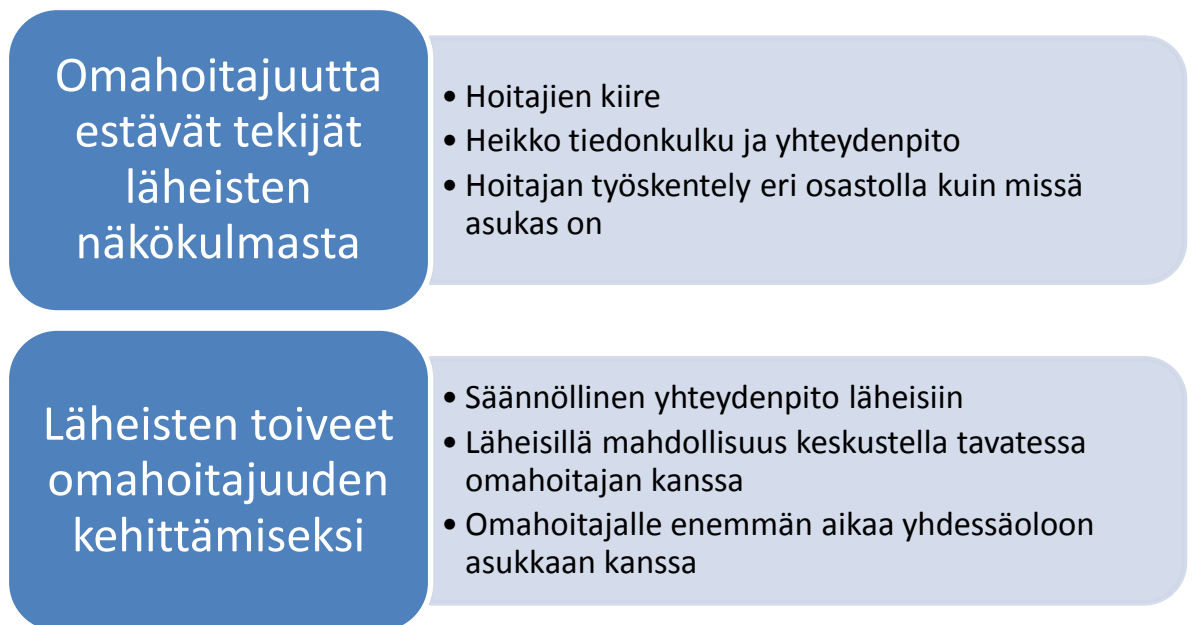 Omahoitajuutta
estävät tekijät
läheisten
näkökulmasta
• Hoitajien kiire
• Heikko tiedonkulku ja yhteydenpito
• Hoitajan työskentely eri osastolla kuin missä
asukas on
Läheisten toiveet
omahoitajuuden
kehittämiseksi
• Säännöllinen yhteydenpito läheisiin
• Läheisillä mahdollisuus keskustella tavatessa
omahoitajan kanssa
• Omahoitajalle enemmän aikaa yhdessäoloon
asukkaan kanssa